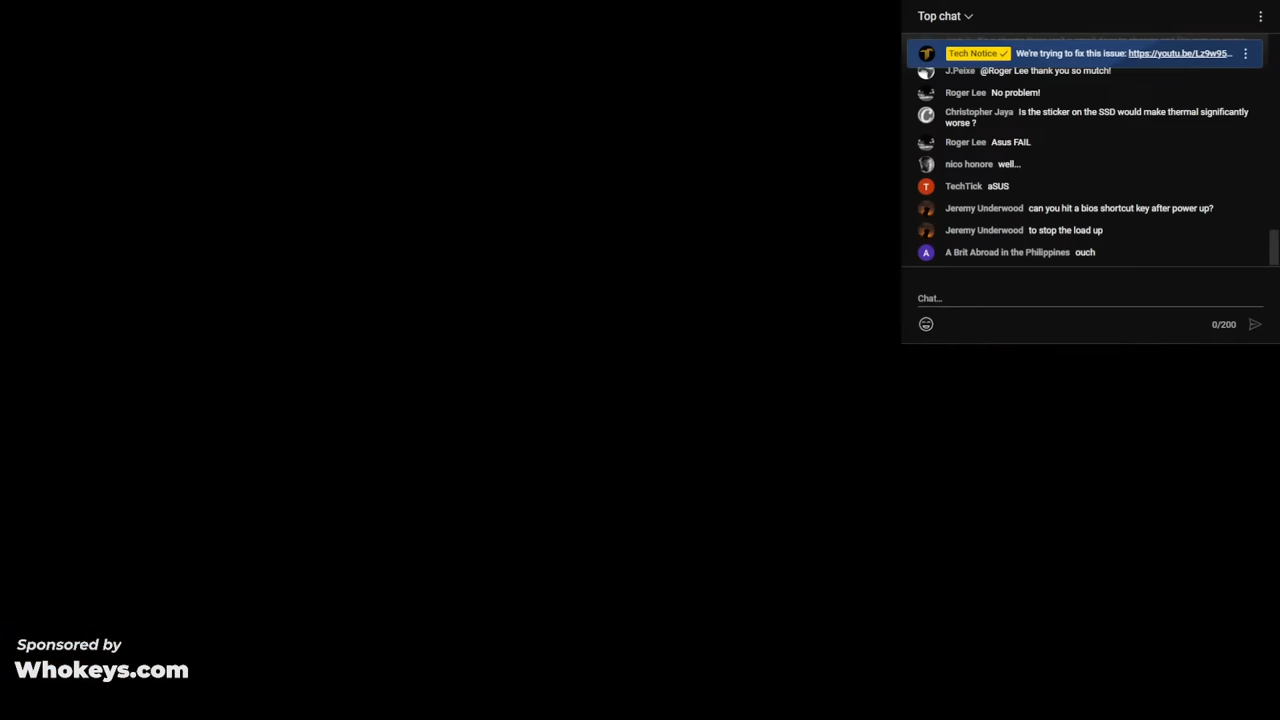 Top chat
Tech Notice We're trying to fix this issue: https://youtu.be/Lz9w95...
J.Peixe @Roger Lee thank you so mutch!
Roger Lee No problem!
Christopher Jaya Is the sticker on the SSD would make thermal significantly
worse ?
Roger Lee Asus FAIL
nico honore well...
T TechTick aSUS
Jeremy Underwood can you hit a bios shortcut key after power up?
Jeremy Underwood to stop the load up
A A Brit Abroad in the Philippines ouch
Chat...
0/200
Sponsored by
Whokeys.com